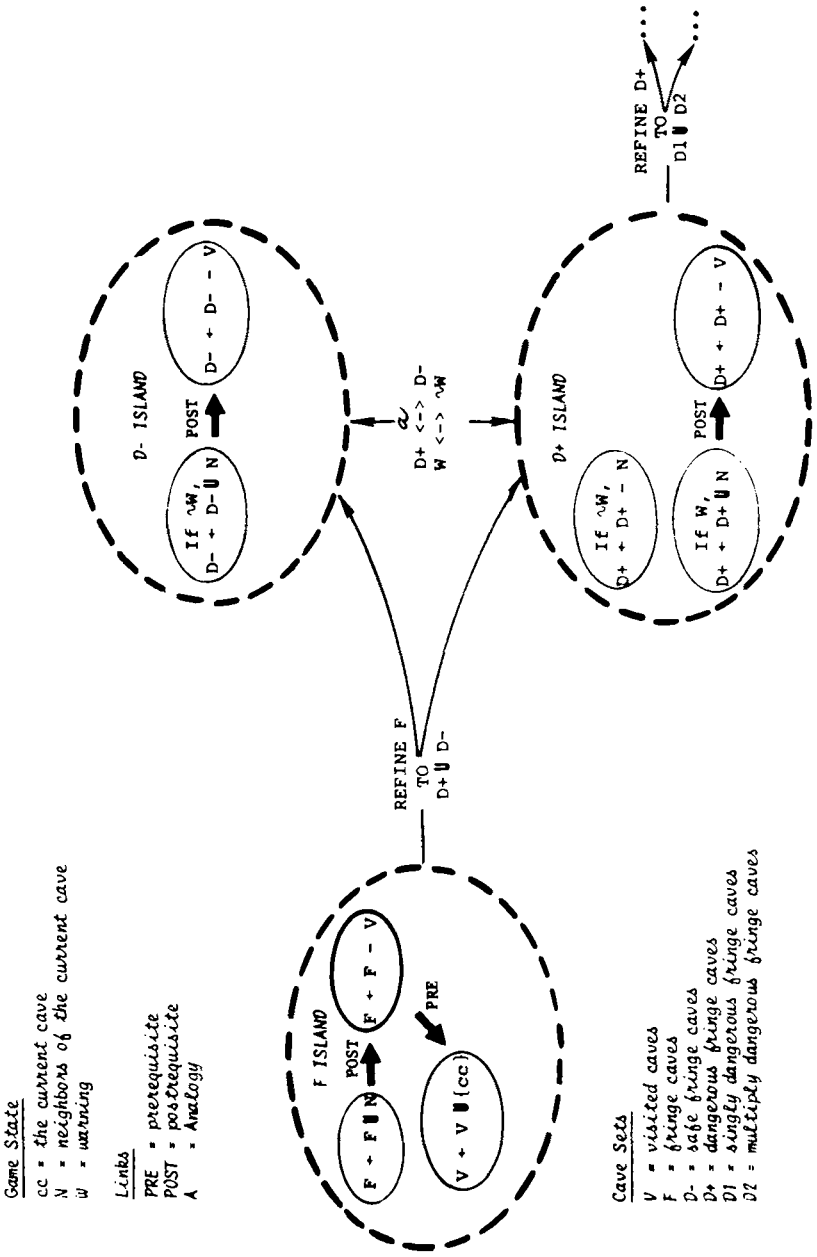 Game State
cc = the current cave
N = neighbors of the current cave
W = warning
Links
PRE = prerequisite
POST = postrequisite
A = Analogy
Cave Sets
V = visited caves
F = fringe caves
D- = safe fringe caves
D+ = dangerous fringe caves
D1 = singly dangerous fringe caves
D2 = multiply dangerous fringe caves
F ISLAND
F + F U N
POST
F + F - V
PRE
V + V U {cc}
REFINE F
TO
D+ U D-
D- ISLAND
If ~W,
D- + D- U N
POST
D- + D- - V
a
D+ <-> D-
W <-> ~W
D+ ISLAND
If ~W,
D+ + D+ - N
If W,
D+ + D+ U N
POST
D+ + D+ - V
REFINE D+
TO
D1 U D2
...
...